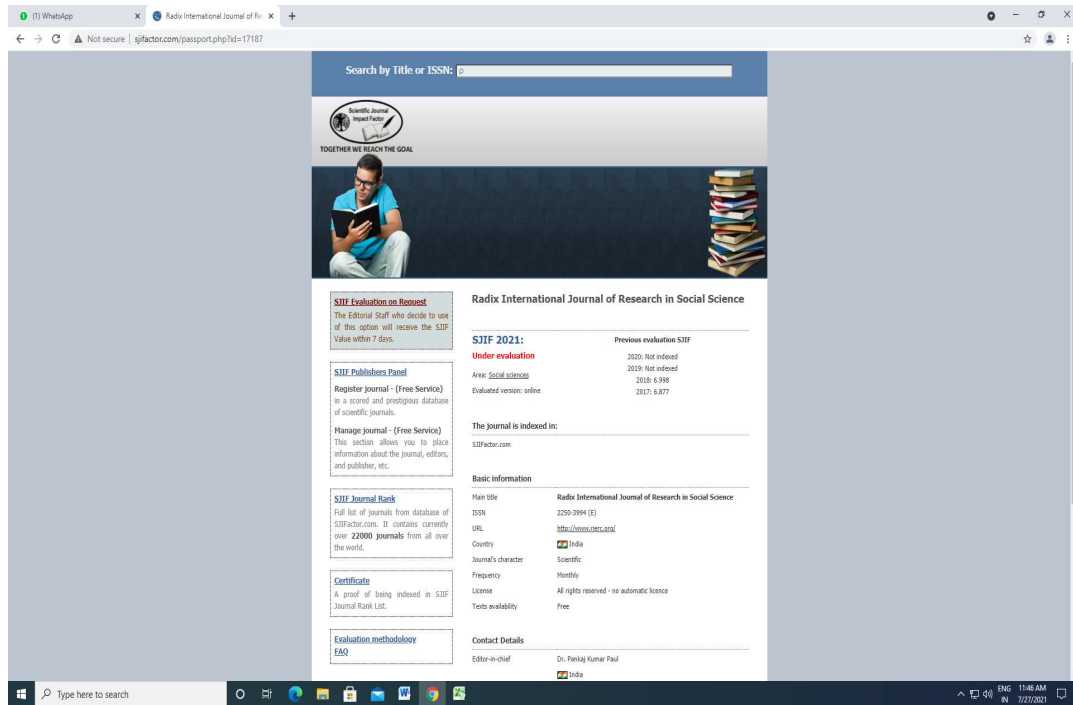 (1) WhatsApp
Radix International Journal of Re
Not secure | sjifactor.com/passport.php?id=17187
Search by Title or ISSN:
Scientific Journal
Impact Factor
TOGETHER WE REACH THE GOAL
SJIF Evaluation on Request
The Editorial Staff who decide to use
of this option will receive the SJIF
Value within 7 days.
SJIF Publishers Panel
Register journal - (Free Service)
in a scored and prestigious database
of scientific journals.
Manage journal - (Free Service)
This section allows you to place
information about the journal, editors,
and publisher, etc.
SJIF Journal Rank
Full list of journals from database of
SJIFactor.com. It contains currently
over 22000 journals from all over
the world.
Certificate
A proof of being indexed in SJIF
Journal Rank List.
Evaluation methodology
FAQ
Radix International Journal of Research in Social Science
SJIF 2021:
Under evaluation
Area: Social sciences
Evaluated version: online
Previous evaluation SJIF
2020: Not indexed
2019: Not indexed
2018: 6.998
2017: 6.877
The journal is indexed in:
SJIFactor.com
Basic information
Main title Radix International Journal of Research in Social Science
ISSN 2250-3994 (E)
URL http://www.rierc.org/
Country India
Journal's character Scientific
Frequency Monthly
License All rights reserved - no automatic licence
Texts availability Free
Contact Details
Editor-in-chief Dr. Pankaj Kumar Paul
India
Type here to search
ENG 11:46 AM
IN 7/27/2021